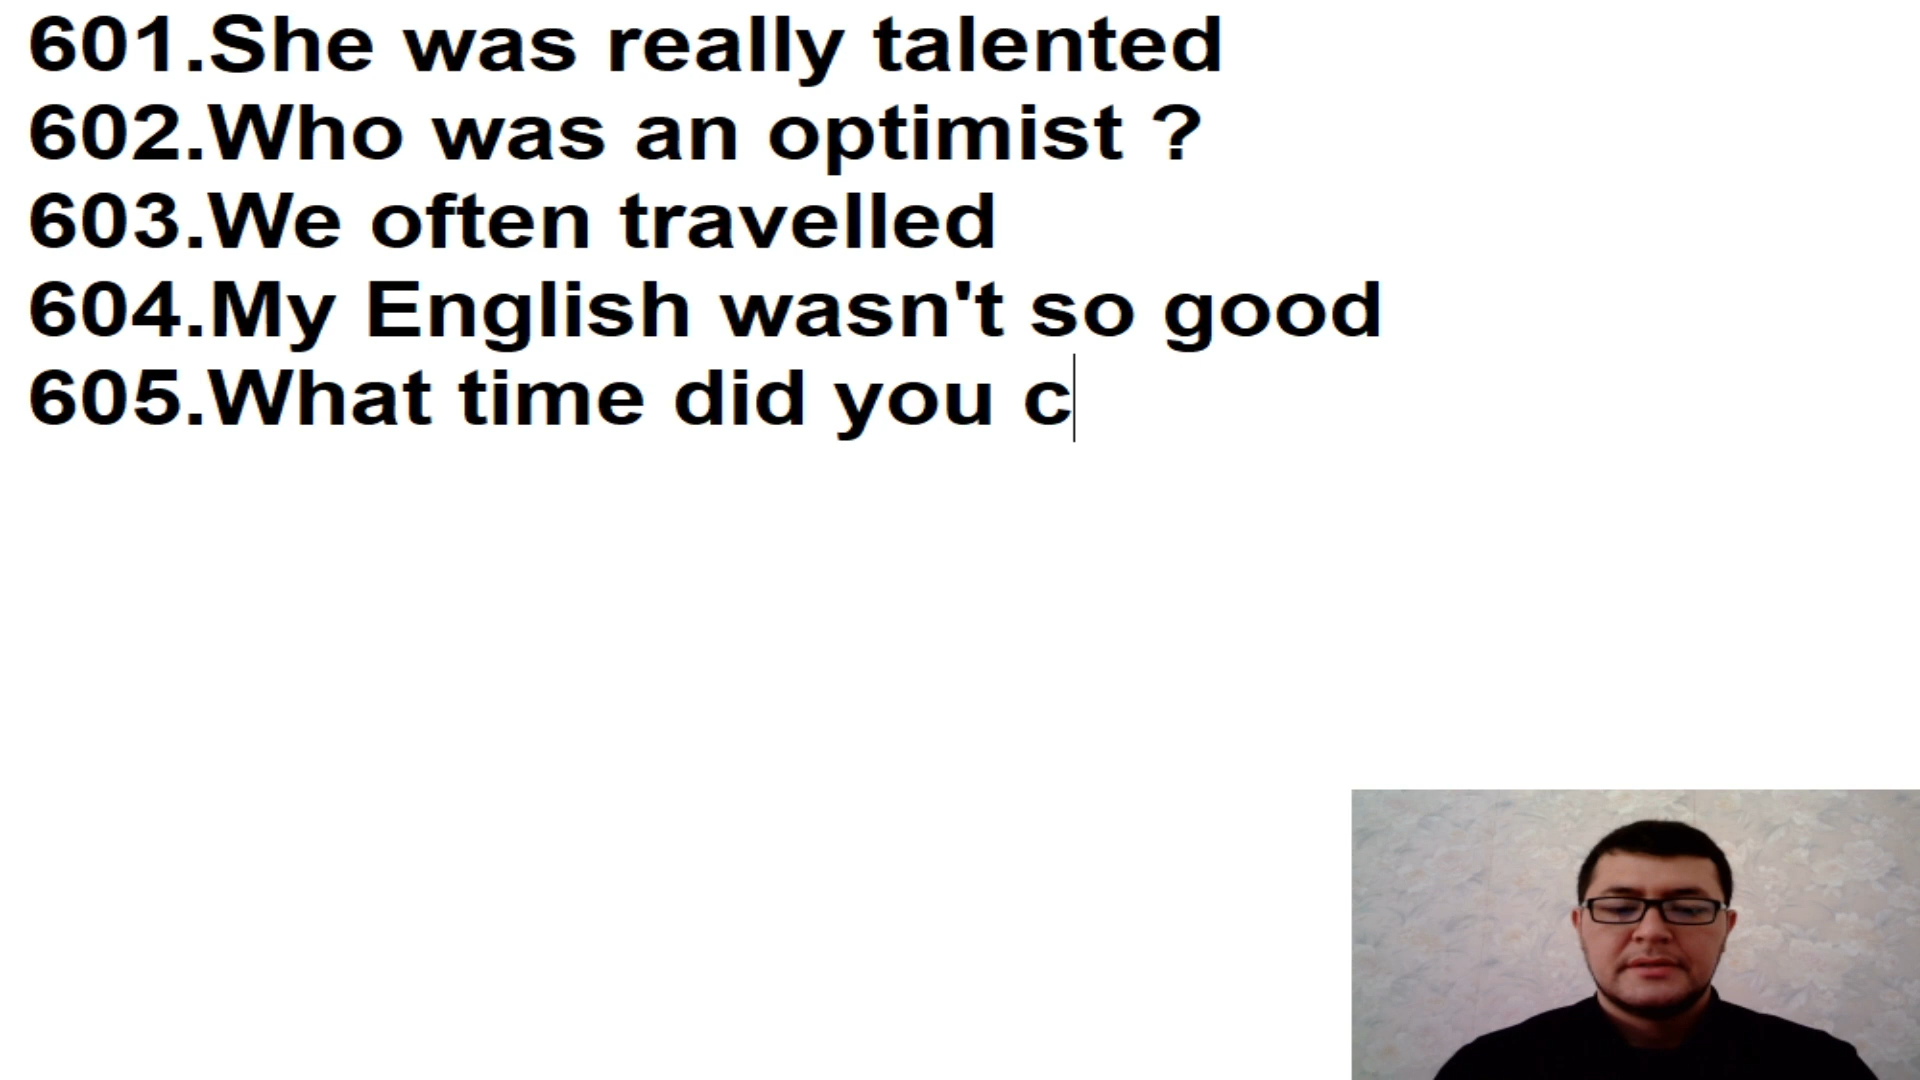 601.She was really talented
602.Who was an optimist ?
603.We often travelled
604.My English wasn't so good
605.What time did you c